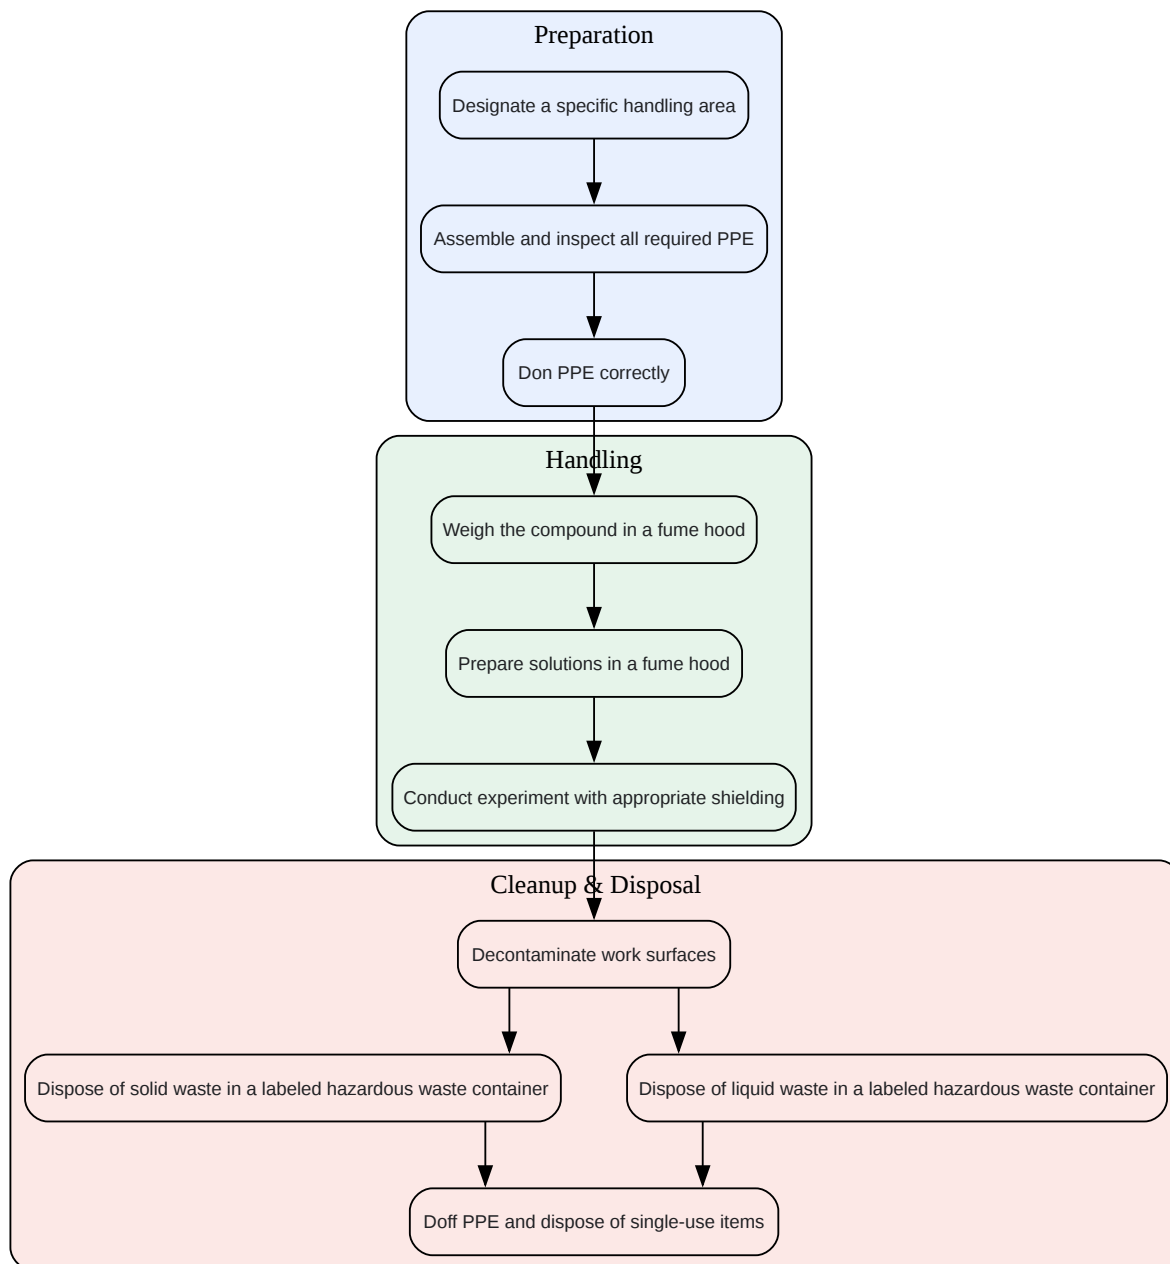 Preparation
Designate a specific handling area
Assemble and inspect all required PPE
Don PPE correctly
Handling
Weigh the compound in a fume hood
Prepare solutions in a fume hood
Conduct experiment with appropriate shielding
Cleanup & Disposal
Decontaminate work surfaces
Dispose of solid waste in a labeled hazardous waste container
Dispose of liquid waste in a labeled hazardous waste container
Doff PPE and dispose of single-use items